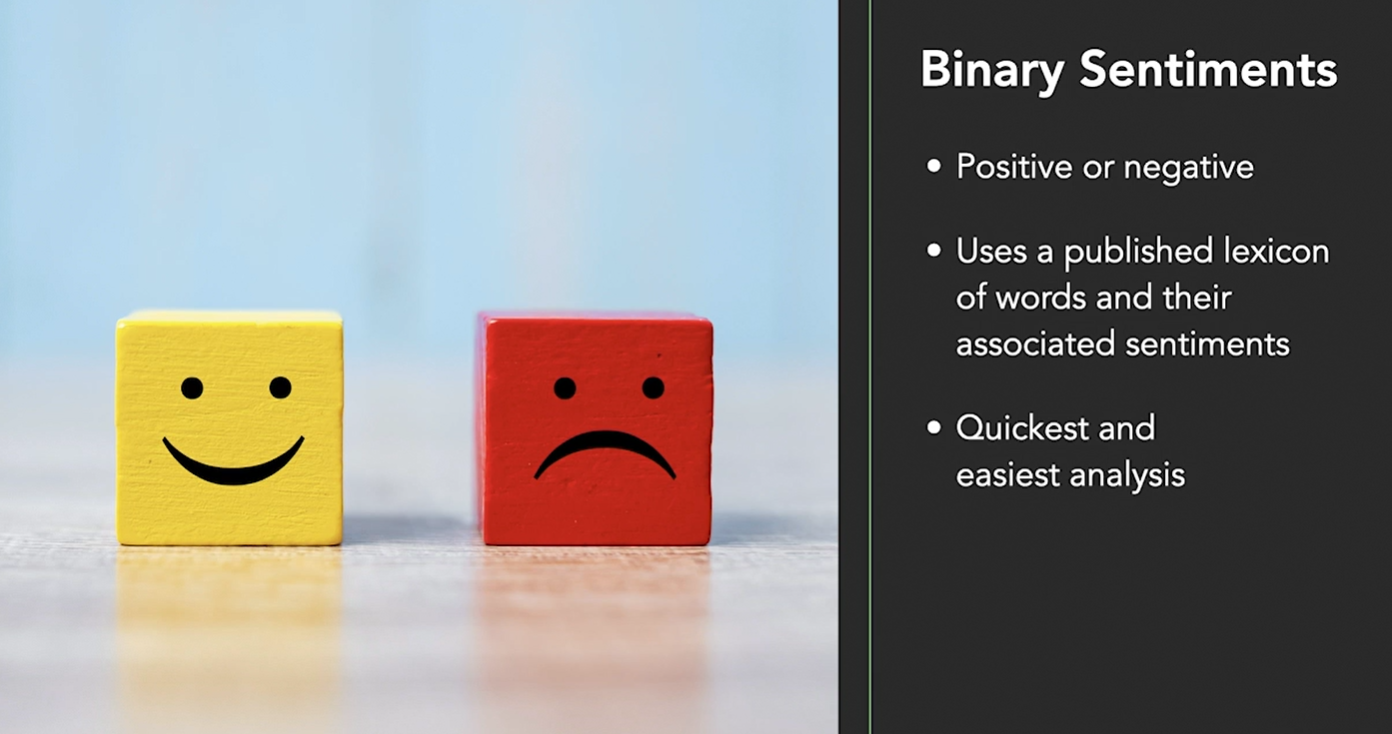 Binary Sentiments
• Positive or negative
• Uses a published lexicon
of words and their
associated sentiments
• Quickest and
easiest analysis